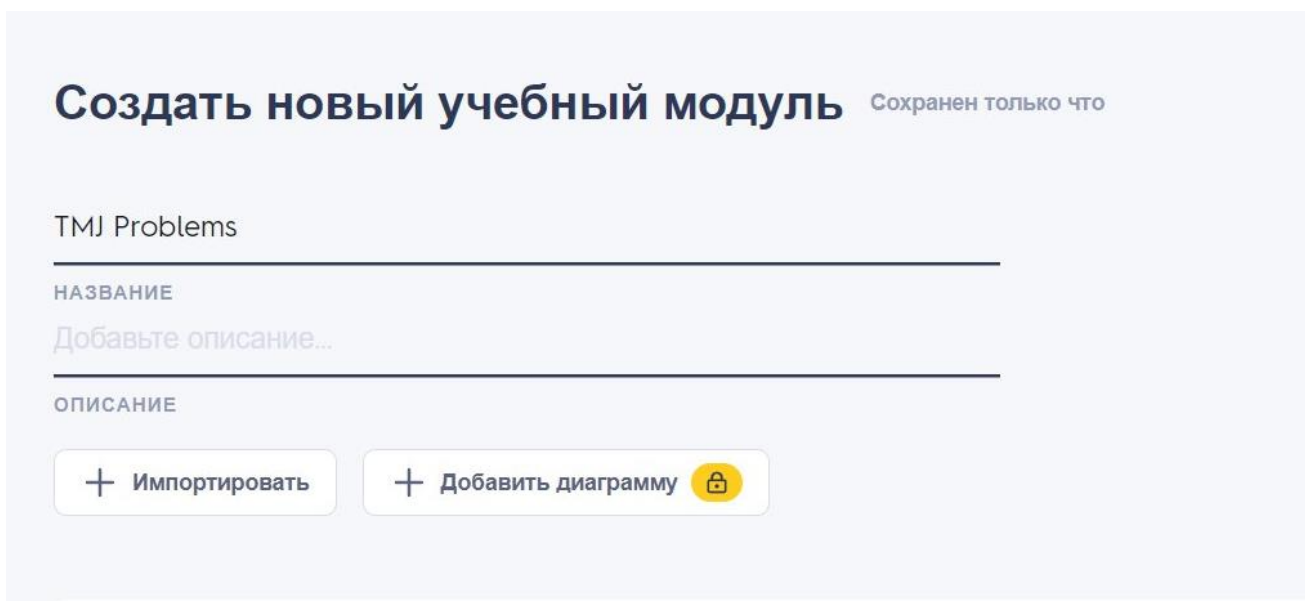 Создать новый учебный модуль Сохранен только что
TMJ Problems
НАЗВАНИЕ
Добавьте описание...
ОПИСАНИЕ
Импортировать Добавить диаграмму